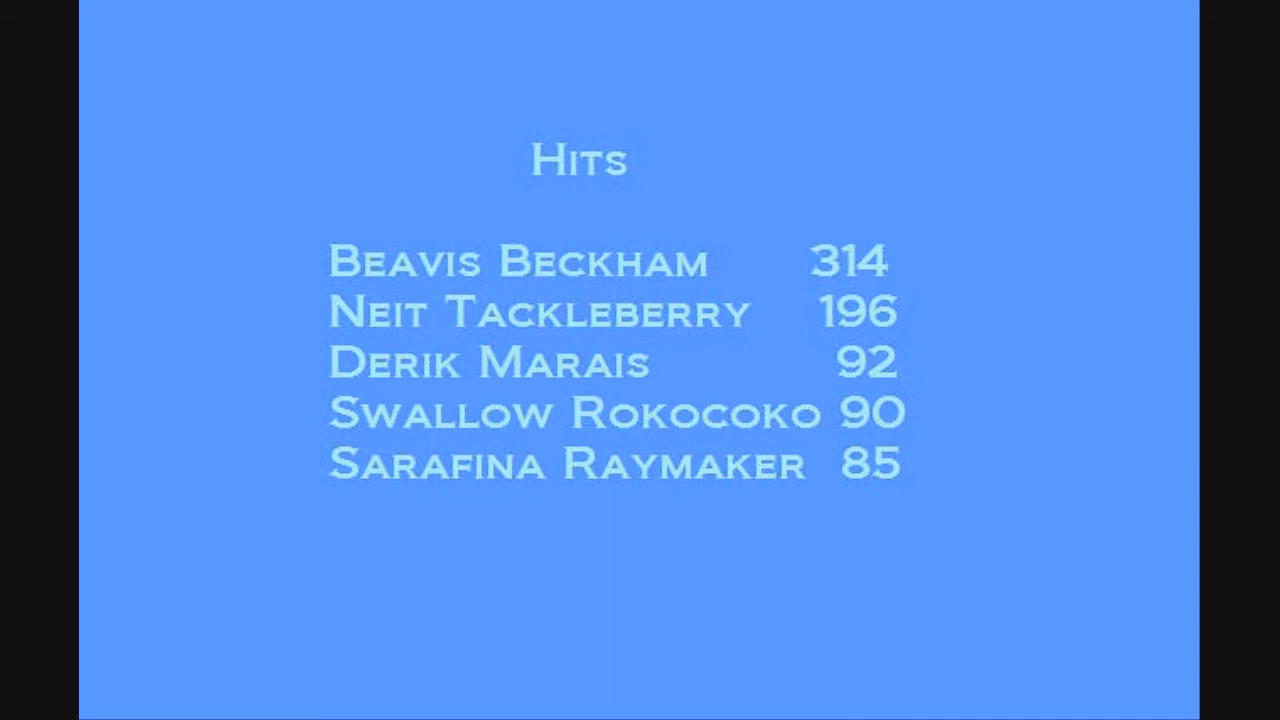 Hits
Beavis Beckham 314
Neit Tackleberry 196
Derik Marais 92
Swallow Rokocoko 90
Sarafina Raymaker 85